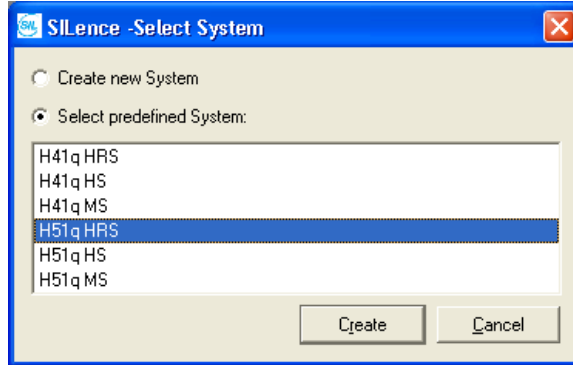 SIL
SILence -Select System
Create new System
Select predefined System:
H41q HRS
H41q HS
H41q MS
H51q HRS
H51q HS
H51q MS
Create
Cancel